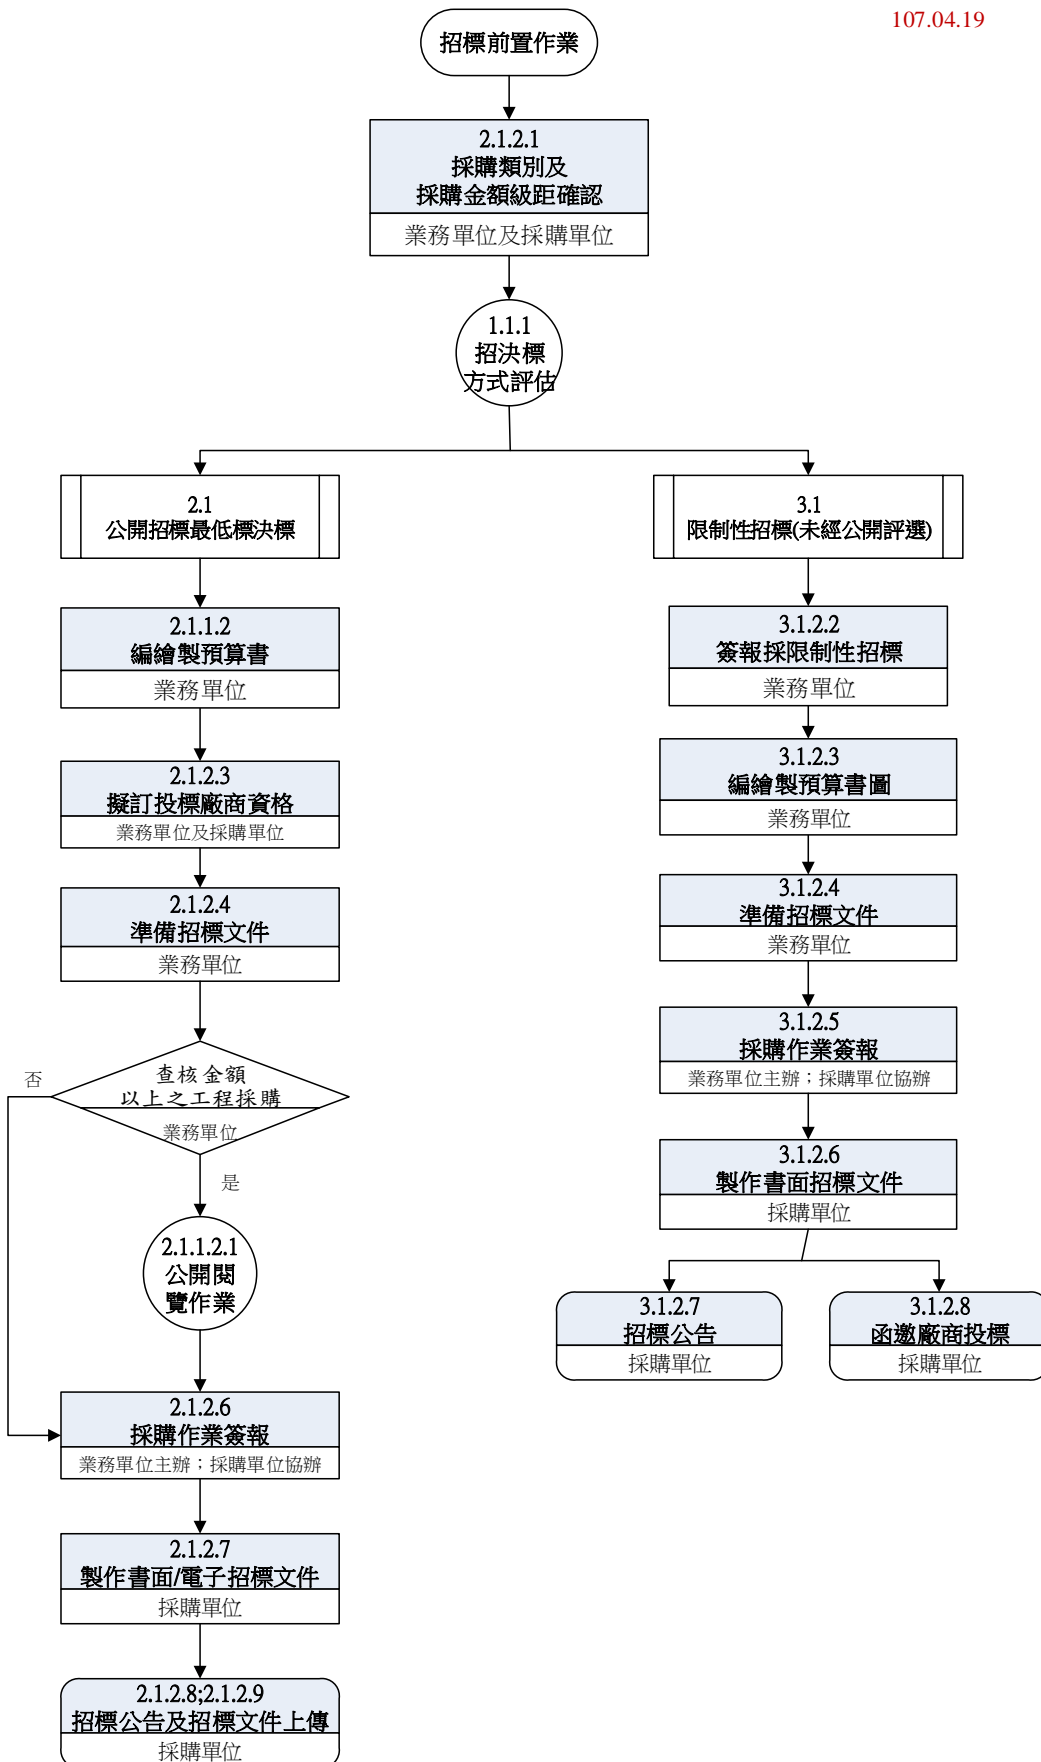 107.04.19
招標前置作業
2.1.2.1
採購類別及
採購金額級距確認
業務單位及採購單位
1.1.1
招決標
方式評估
2.1
公開招標最低標決標
2.1.1.2
編繪製預算書
業務單位
2.1.2.3
擬訂投標廠商資格
業務單位及採購單位
2.1.2.4
準備招標文件
業務單位
查核金額
以上之工程採購
業務單位
否
是
2.1.1.2.1
公開閱
覽作業
2.1.2.6
採購作業簽報
業務單位主辦；採購單位協辦
2.1.2.7
製作書面/電子招標文件
採購單位
2.1.2.8;2.1.2.9
招標公告及招標文件上傳
採購單位
3.1
限制性招標(未經公開評選)
3.1.2.2
簽報採限制性招標
業務單位
3.1.2.3
編繪製預算書圖
業務單位
3.1.2.4
準備招標文件
業務單位
3.1.2.5
採購作業簽報
業務單位主辦；採購單位協辦
3.1.2.6
製作書面招標文件
採購單位
3.1.2.7
招標公告
採購單位
3.1.2.8
函邀廠商投標
採購單位